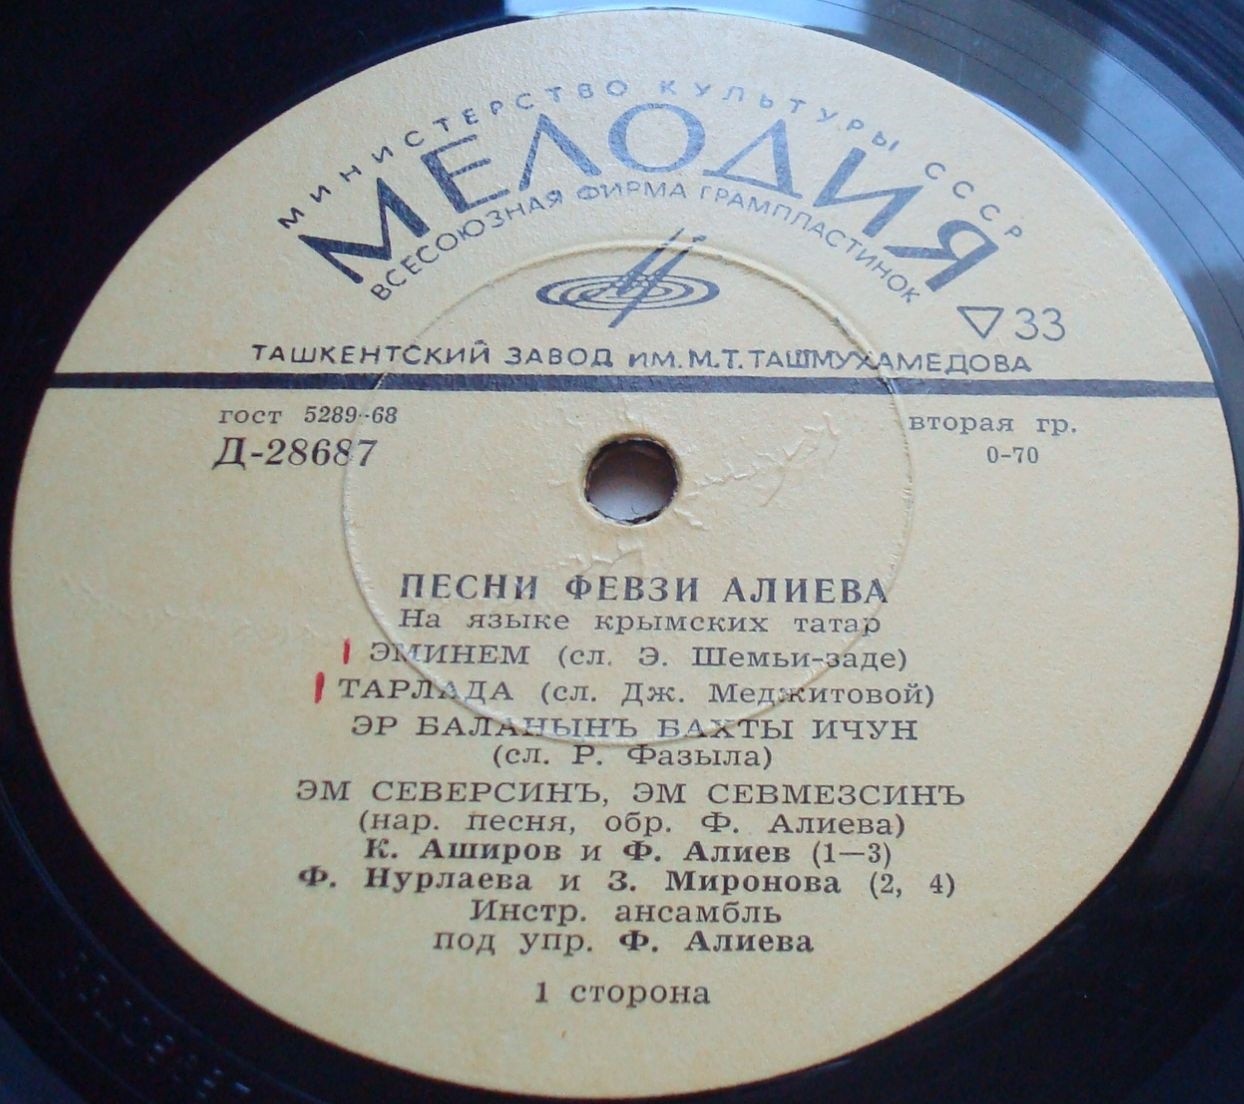 МИНИСТЕРСТВО КУЛЬТУРЫ СССР
МЕЛОДИЯ
ВСЕСОЮЗНАЯ ФИРМА ГРАМПЛАСТИНОК
33
ТАШКЕНТСКИЙ ЗАВОД ИМ. М.Т. ТАШМУХАМЕДОВА
гост 5289-68
вторая гр.
Д-28687
0-70
ПЕСНИ ФЕВЗИ АЛИЕВА
На языке крымских татар
ЭМИНЕМ (сл. Э. Шемьи-заде)
ТАРЛАДА (сл. Дж. Меджитовой)
ЭР БАЛАНЫНЪ БАХТЫ ИЧУН
(сл. Р. Фазыла)
ЭМ СЕВЕРСИНЪ, ЭМ СЕВМЕЗСИНЪ
(нар. песня, обр. Ф. Алиева)
К. Аширов и Ф. Алиев (1—3)
Ф. Нурлаева и З. Миронова (2, 4)
Инстр. ансамбль
под упр. Ф. Алиева
1 сторона